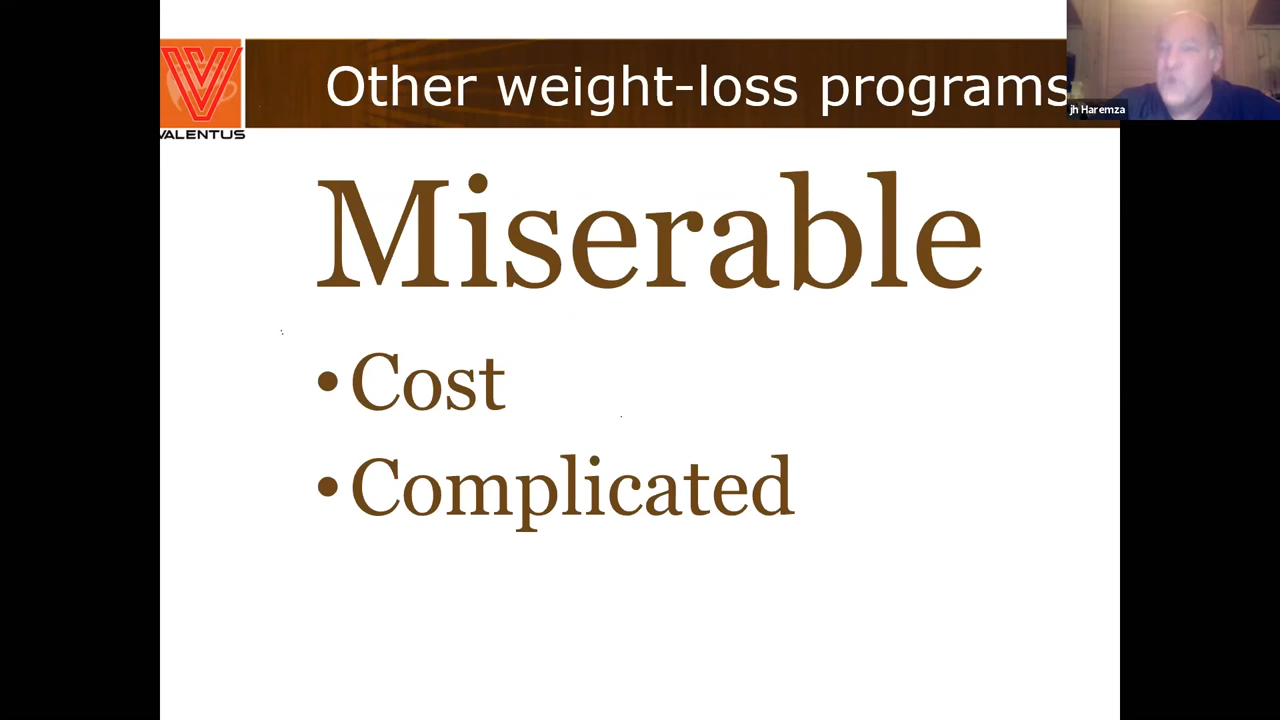 Other weight-loss programs
jh Haremza
VALENTUS
Miserable
• Cost
• Complicated